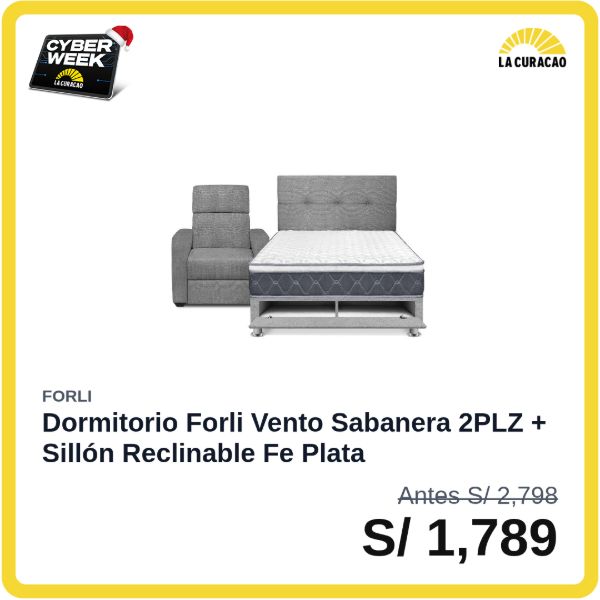 CYBER
WEEK
LA CURACAO
LA CURACAO
FORLI
Dormitorio Forli Vento Sabanera 2PLZ +
Sillón Reclinable Fe Plata
Antes S/ 2,798
S/ 1,789